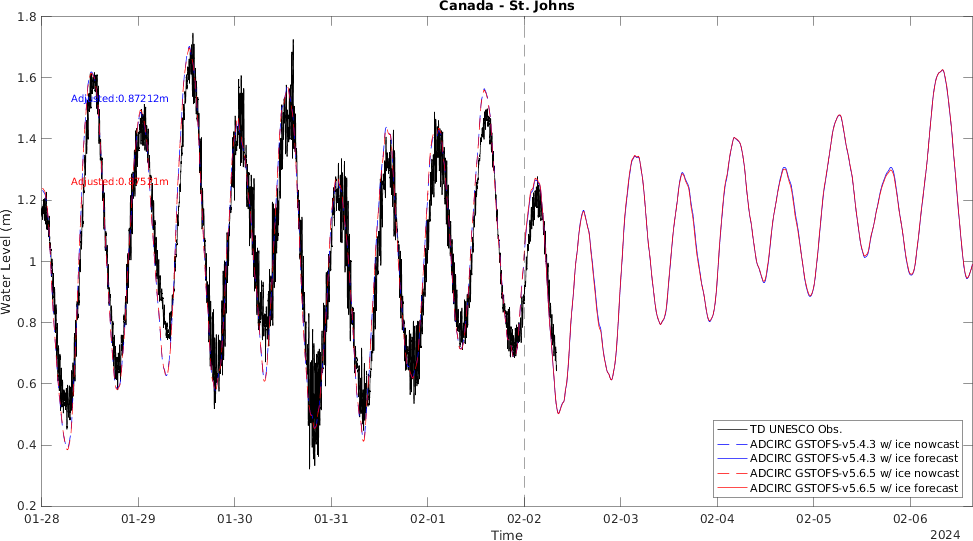 Canada - St. Johns
1.8
1.6
1.4
1.2
1
0.8
0.6
0.4
0.2
Water Level (m)
Adjusted:0.87212m
TD UNESCO Obs.
ADCIRC GSTOFS-v5.4.3 w/ ice nowcast
ADCIRC GSTOFS-v5.4.3 w/ ice forecast
ADCIRC GSTOFS-v5.6.5 w/ ice nowcast
ADCIRC GSTOFS-v5.6.5 w/ ice forecast
01-28 01-29 01-30 01-31 02-01 02-02 02-03 02-04 02-05 02-06
Time
2024